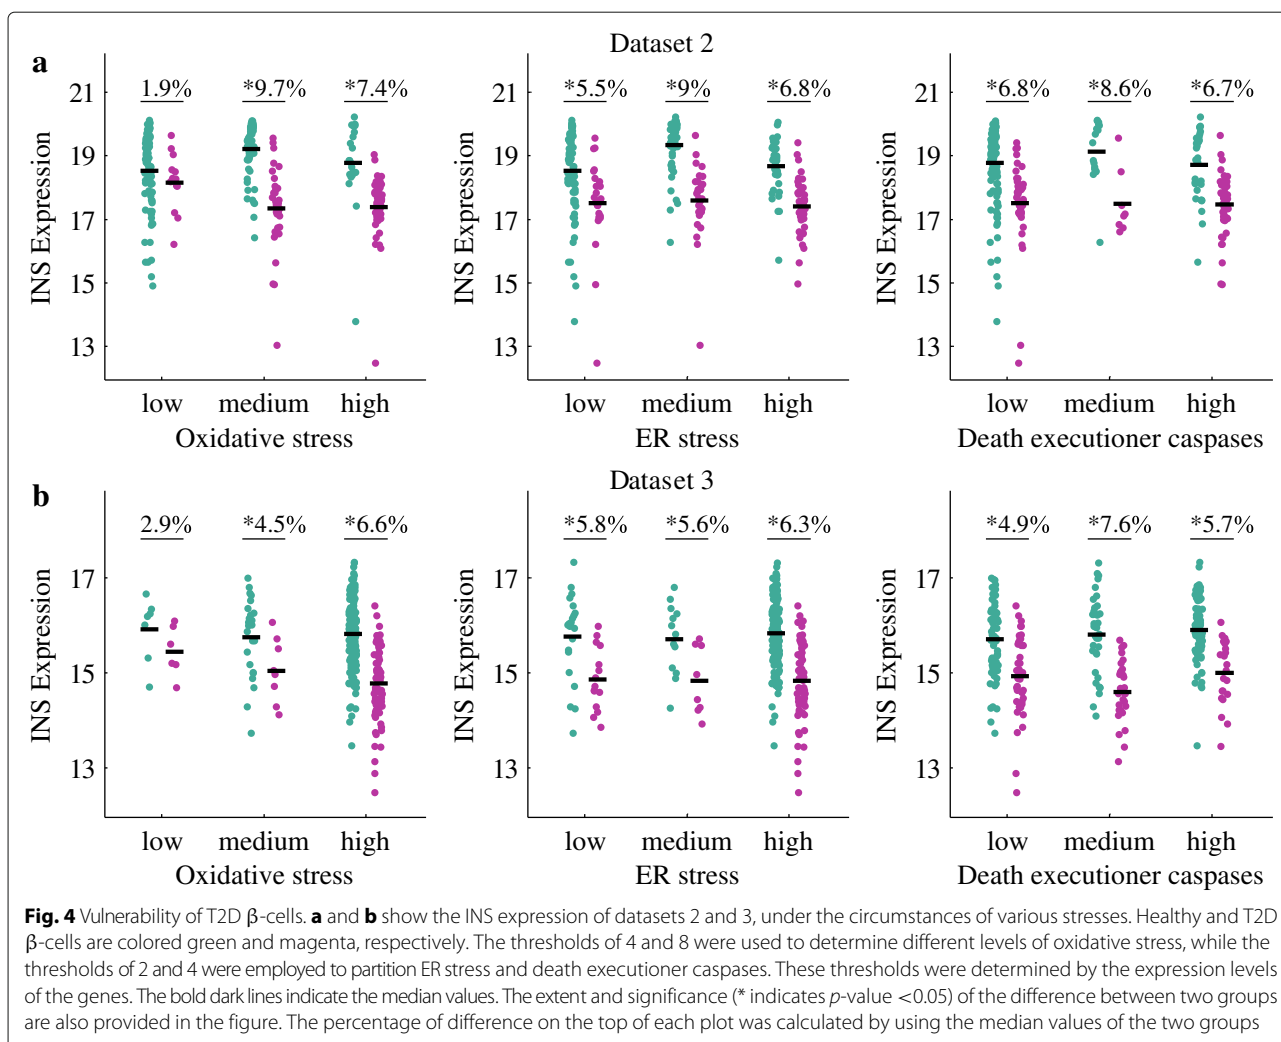 Dataset 2
a
1.9% *9.7% *7.4%
*5.5% *9% *6.8%
*6.8% *8.6% *6.7%
INS Expression
21
19
17
15
13
low medium high
Oxidative stress
INS Expression
21
19
17
15
13
low medium high
ER stress
INS Expression
21
19
17
15
13
low medium high
Death executioner caspases
Dataset 3
b
2.9% *4.5% *6.6%
*5.8% *5.6% *6.3%
*4.9% *7.6% *5.7%
INS Expression
17
15
13
low medium high
Oxidative stress
INS Expression
17
15
13
low medium high
ER stress
INS Expression
17
15
13
low medium high
Death executioner caspases
Fig. 4 Vulnerability of T2D β-cells. a and b show the INS expression of datasets 2 and 3, under the circumstances of various stresses. Healthy and T2D
β-cells are colored green and magenta, respectively. The thresholds of 4 and 8 were used to determine different levels of oxidative stress, while the
thresholds of 2 and 4 were employed to partition ER stress and death executioner caspases. These thresholds were determined by the expression levels
of the genes. The bold dark lines indicate the median values. The extent and significance (* indicates p-value <0.05) of the difference between two groups
are also provided in the figure. The percentage of difference on the top of each plot was calculated by using the median values of the two groups